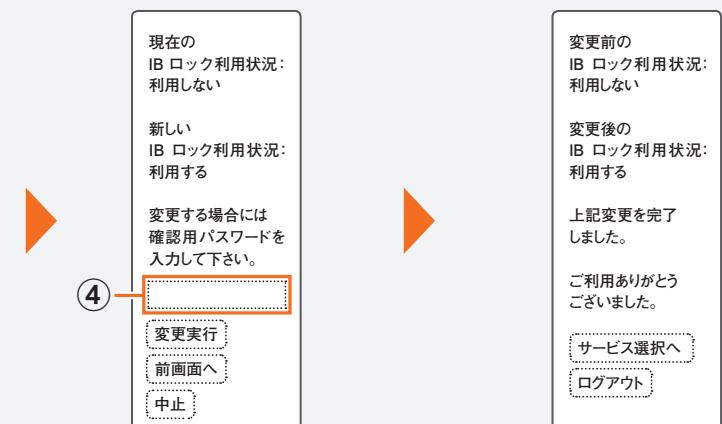 現在の
IB ロック利用状況:
利用しない
新しい
IB ロック利用状況:
利用する
変更する場合には
確認用パスワードを
入力して下さい。
④
変更実行
前画面へ
中止
変更前の
IB ロック利用状況:
利用しない
変更後の
IB ロック利用状況:
利用する
上記変更を完了
しました。
ご利用ありがとう
ございました。
サービス選択へ
ログアウト